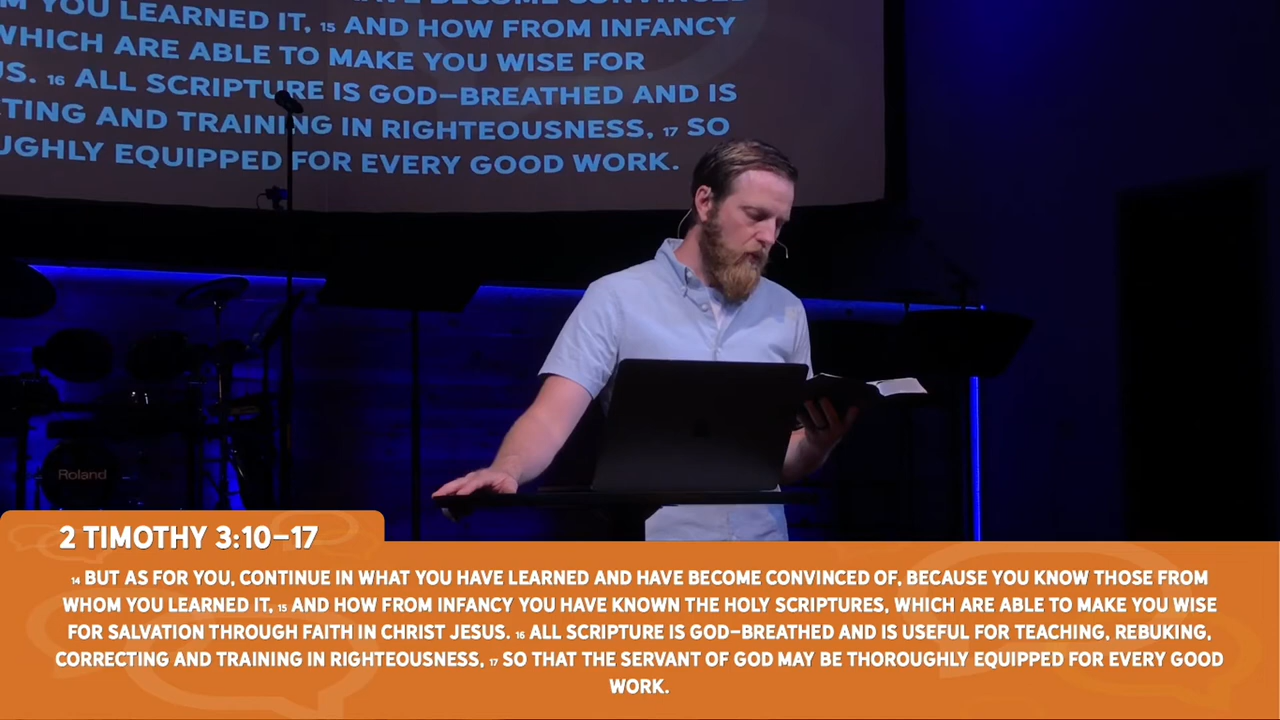 HAVE BECOME CONVINCED
M YOU LEARNED IT, 15 AND HOW FROM INFANCY
WHICH ARE ABLE TO MAKE YOU WISE FOR
US. 16 ALL SCRIPTURE IS GOD-BREATHED AND IS
CTING AND TRAINING IN RIGHTEOUSNESS, 17 SO
UGHLY EQUIPPED FOR EVERY GOOD WORK.
Roland
2 TIMOTHY 3:10-17
14 BUT AS FOR YOU, CONTINUE IN WHAT YOU HAVE LEARNED AND HAVE BECOME CONVINCED OF, BECAUSE YOU KNOW THOSE FROM
WHOM YOU LEARNED IT, 15 AND HOW FROM INFANCY YOU HAVE KNOWN THE HOLY SCRIPTURES, WHICH ARE ABLE TO MAKE YOU WISE
FOR SALVATION THROUGH FAITH IN CHRIST JESUS. 16 ALL SCRIPTURE IS GOD-BREATHED AND IS USEFUL FOR TEACHING, REBUKING,
CORRECTING AND TRAINING IN RIGHTEOUSNESS, 17 SO THAT THE SERVANT OF GOD MAY BE THOROUGHLY EQUIPPED FOR EVERY GOOD
WORK.